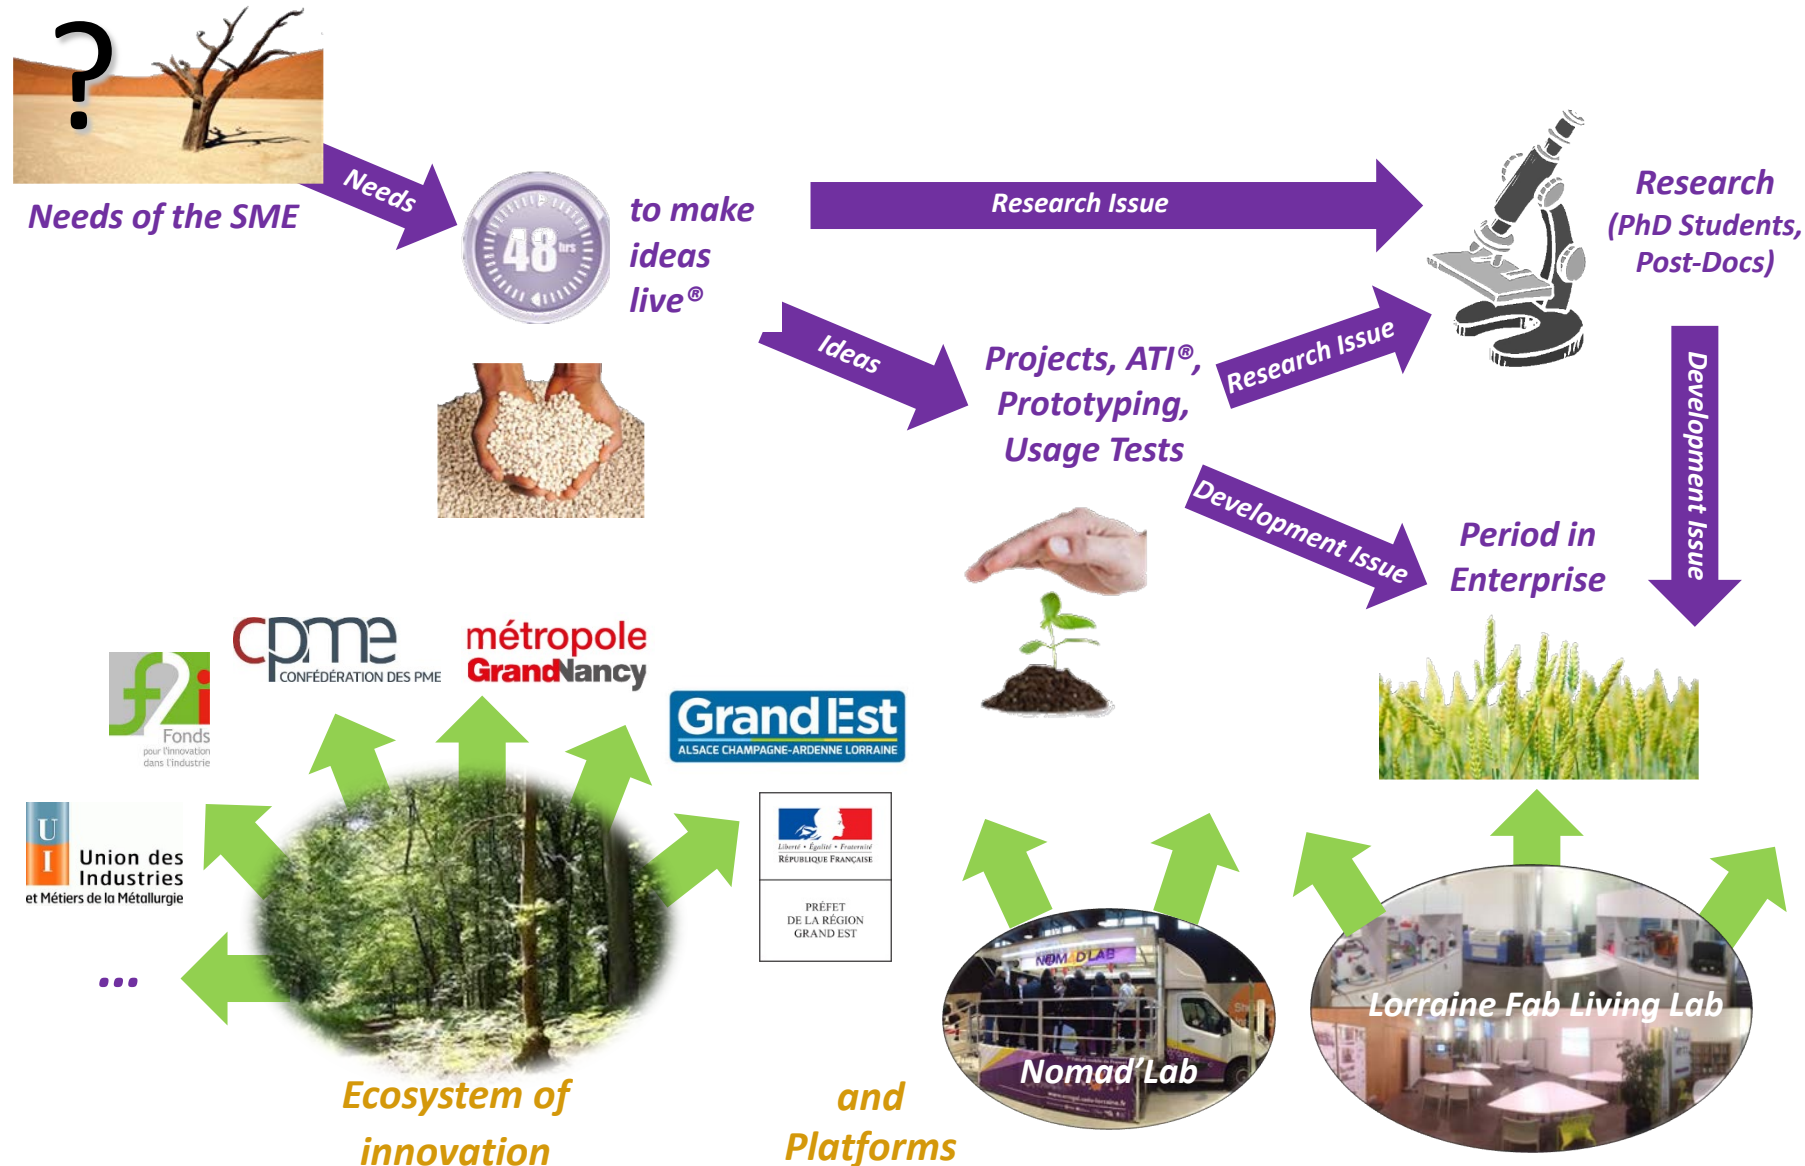 ?
Needs of the SME
Needs
48 hrs
to make
ideas
live®
Research Issue
Research
(PhD Students,
Post-Docs)
Ideas
Projects, ATI®,
Prototyping,
Usage Tests
Research Issue
Development Issue
Development Issue
Period in
Enterprise
f2i
Fonds
pour l'innovation
dans l'industrie
cpme
CONFÉDÉRATION DES PME
métropole
GrandNancy
Grand Est
ALSACE CHAMPAGNE-ARDENNE LORRAINE
UI
Union des
Industries
et Métiers de la Métallurgie
...
Liberté • Égalité • Fraternité
RÉPUBLIQUE FRANÇAISE
PRÉFET
DE LA RÉGION
GRAND EST
NOMAD'LAB
Nomad'Lab
Lorraine Fab Living Lab
Ecosystem of
innovation
and
Platforms